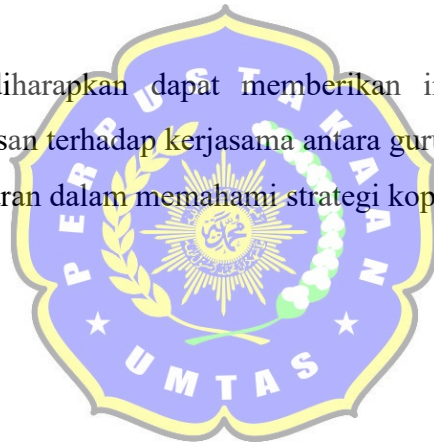 diharapkan dapat memberikan
san terhadap kerjasama antara guru
ran dalam memahami strategi kop
PERPUSTAKAAN
UMTAS